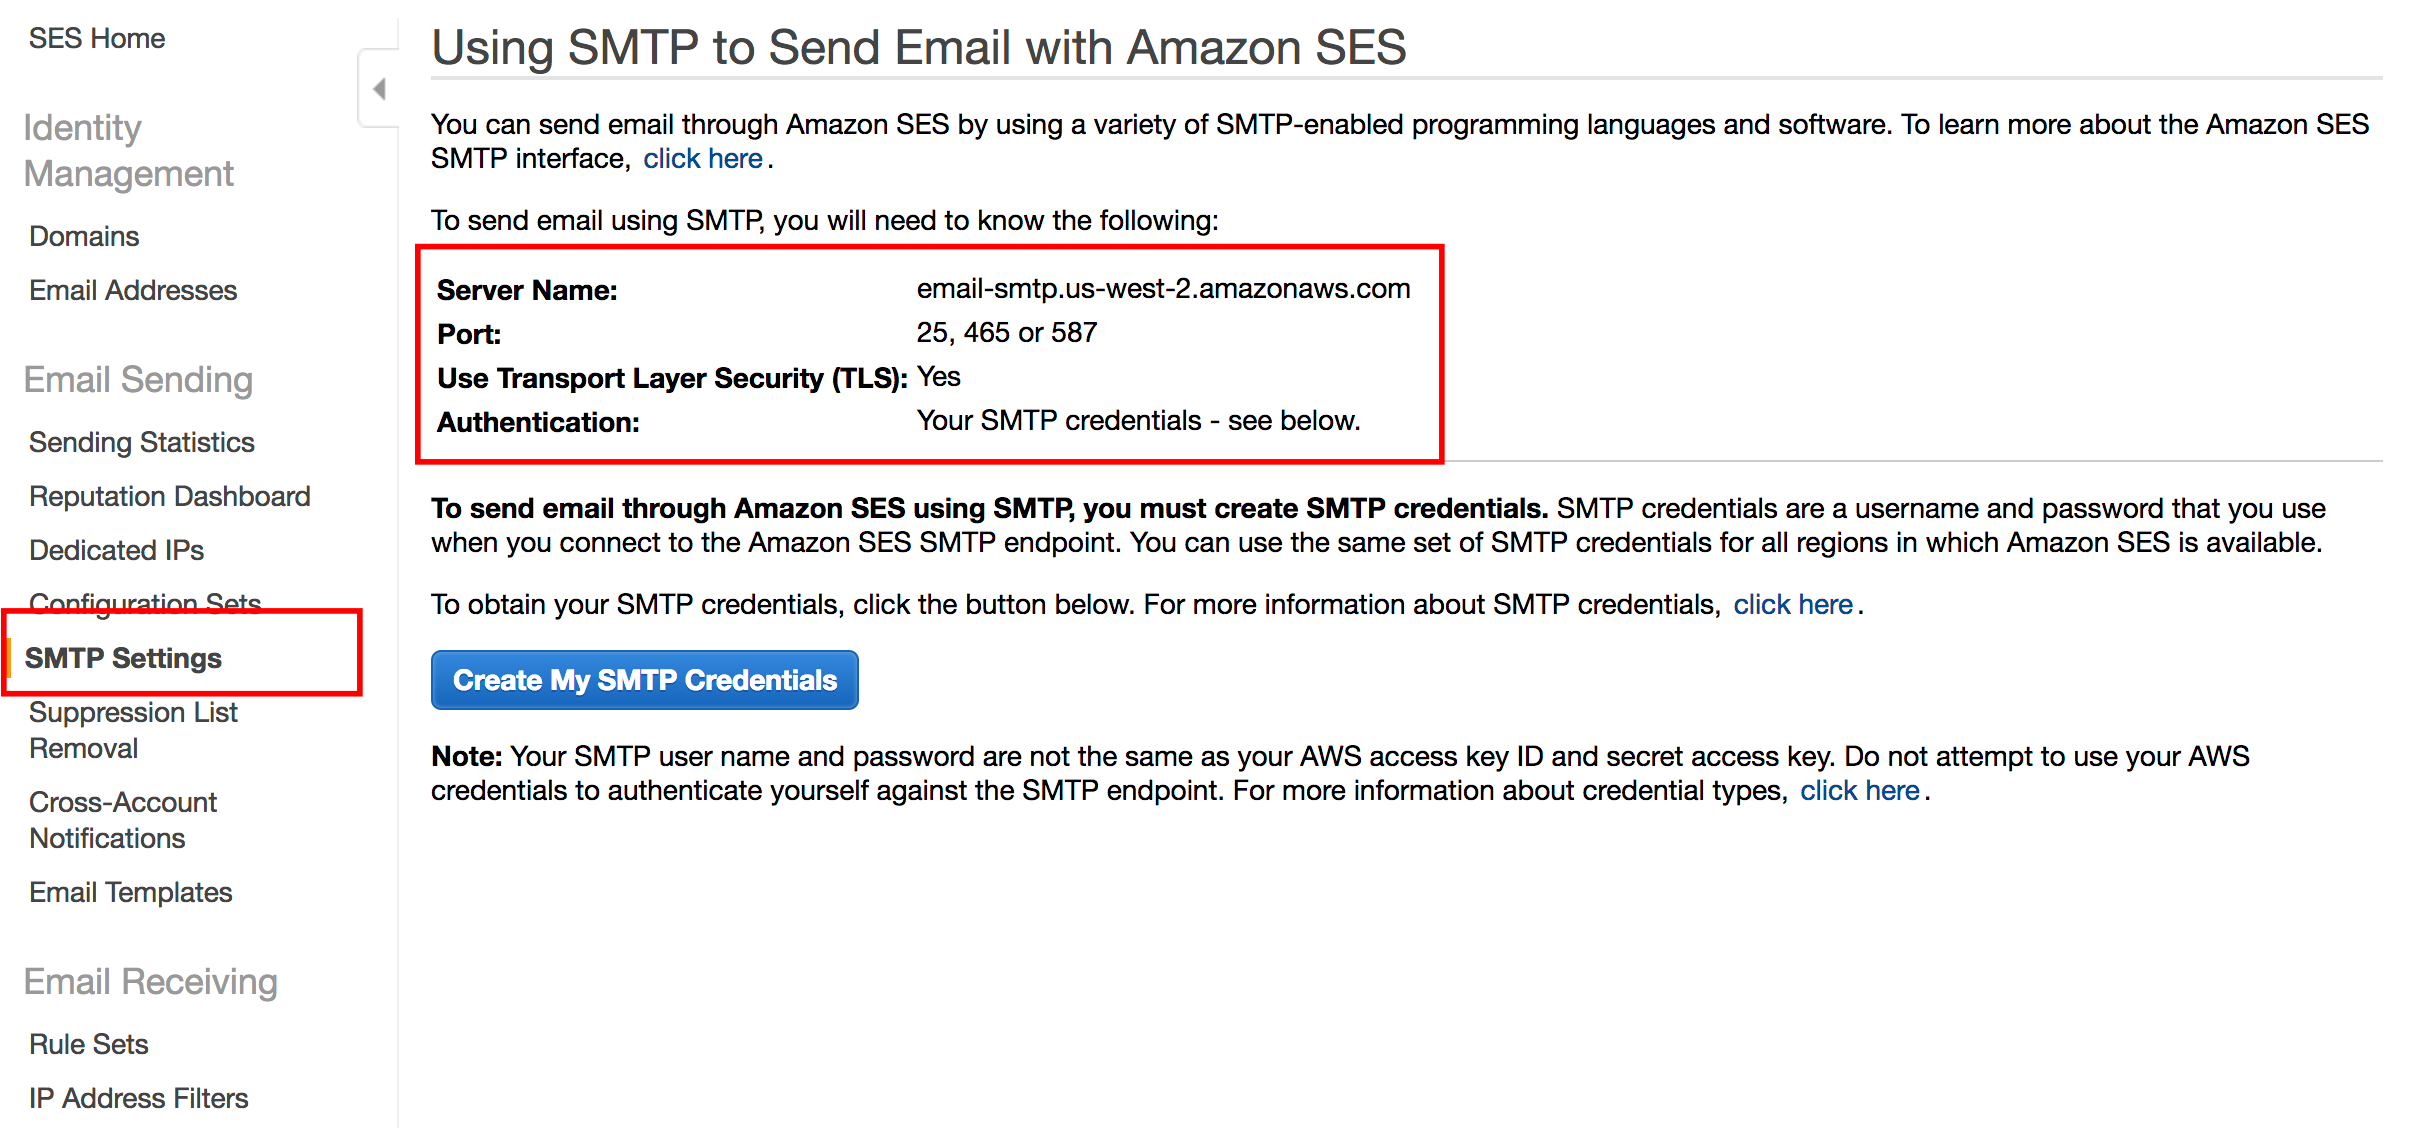 SES Home
Identity
Management
Domains
Email Addresses
Email Sending
Sending Statistics
Reputation Dashboard
Dedicated IPs
Configuration Sets
SMTP Settings
Suppression List
Removal
Cross-Account
Notifications
Email Templates
Email Receiving
Rule Sets
IP Address Filters
Using SMTP to Send Email with Amazon SES
You can send email through Amazon SES by using a variety of SMTP-enabled programming languages and software. To learn more about the Amazon SES
SMTP interface, click here.
To send email using SMTP, you will need to know the following:
Server Name: email-smtp.us-west-2.amazonaws.com
Port: 25, 465 or 587
Use Transport Layer Security (TLS): Yes
Authentication: Your SMTP credentials - see below.
To send email through Amazon SES using SMTP, you must create SMTP credentials. SMTP credentials are a username and password that you use
when you connect to the Amazon SES SMTP endpoint. You can use the same set of SMTP credentials for all regions in which Amazon SES is available.
To obtain your SMTP credentials, click the button below. For more information about SMTP credentials, click here.
Create My SMTP Credentials
Note: Your SMTP user name and password are not the same as your AWS access key ID and secret access key. Do not attempt to use your AWS
credentials to authenticate yourself against the SMTP endpoint. For more information about credential types, click here.